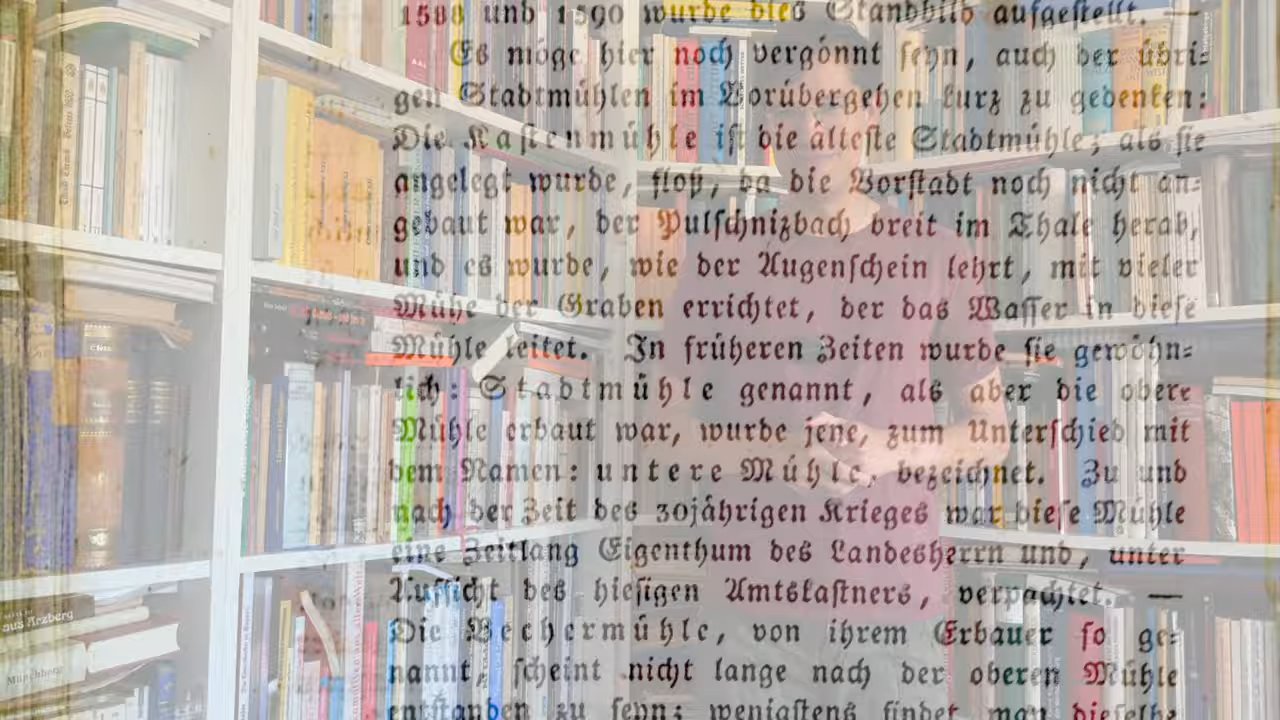 1588 und 1590 wurde dies Standbild aufgestellt. —
Es möge hier noch vergönnt seyn, auch der übri-
gen Stadtmühlen im Vorübergehen kurz zu gedenken:
Die Kastenmühle ist die älteste Stadtmühle; als sie
angelegt wurde, floß, da die Vorstadt noch nicht an-
gebaut war, der Pulschnizbach breit im Thale herab,
und es wurde, wie der Augenschein lehrt, mit vieler
Mühe der Graben errichtet, der das Wasser in diese
Mühle leitet. In früheren Zeiten wurde sie gewöhn-
lich: Stadtmühle genannt, als aber die obere
Mühle erbaut war, wurde jene, zum Unterschied mit
dem Namen: untere Mühle, bezeichnet. Zu und
nach der Zeit des 30jährigen Krieges war diese Mühle
eine Zeitlang Eigenthum des Landesherrn und, unter
Aufsicht des hiesigen Amtskastners, verpachtet. —
Die Bechermühle, von ihrem Erbauer so ge-
nannt, scheint nicht lange nach der oberen Mühle
entstanden zu seyn; wenigstens findet man dieselbe
aus Arzberg
Münchberg